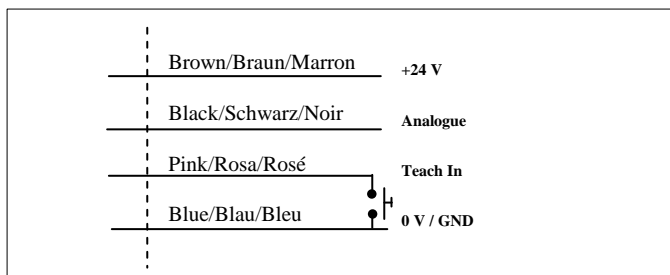 Brown/Braun/Marron +24 V
Black/Schwarz/Noir Analogue
Pink/Rosa/Rosé Teach In
Blue/Blau/Bleu 0 V / GND